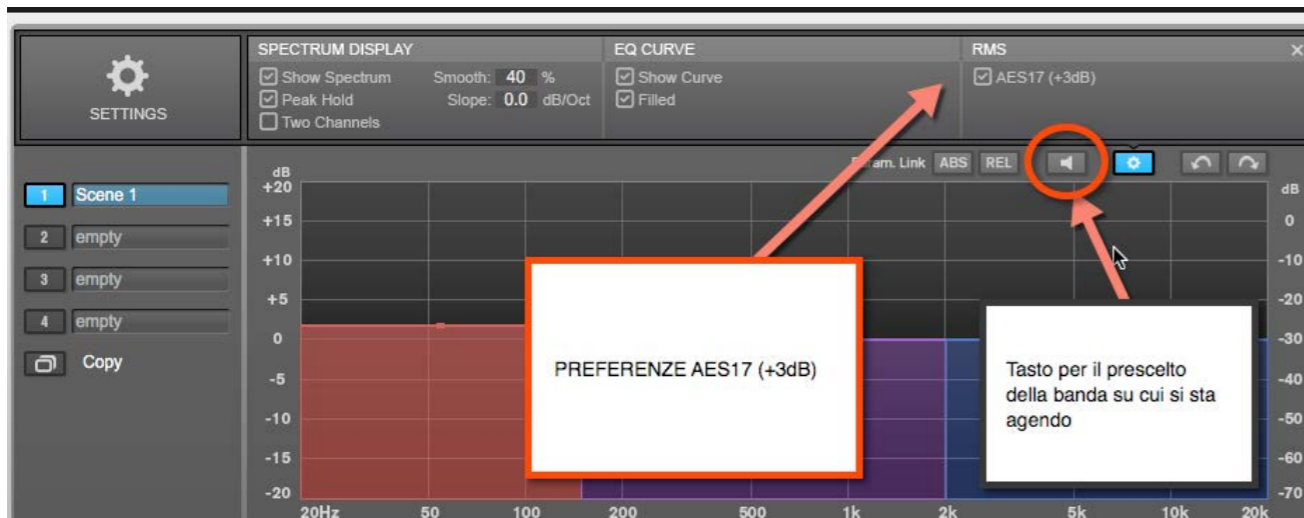 SPECTRUM DISPLAY
EQ CURVE
RMS
Show Spectrum
Smooth: 40 %
Show Curve
AES17 (+3dB)
Peak Hold
Slope: 0.0 dB/Oct
Filled
Two Channels
SETTINGS
Param. Link ABS REL
1 Scene 1
2 empty
3 empty
4 empty
Copy
dB
+20
+15
+10
+5
0
-5
-10
-15
-20
PREFERENZE AES17 (+3dB)
Tasto per il prescelto
della banda su cui si sta
agendo
dB
0
-10
-20
-30
-40
-50
-60
-70
20Hz 50 100 200 500 1k 2k 5k 10k 20k